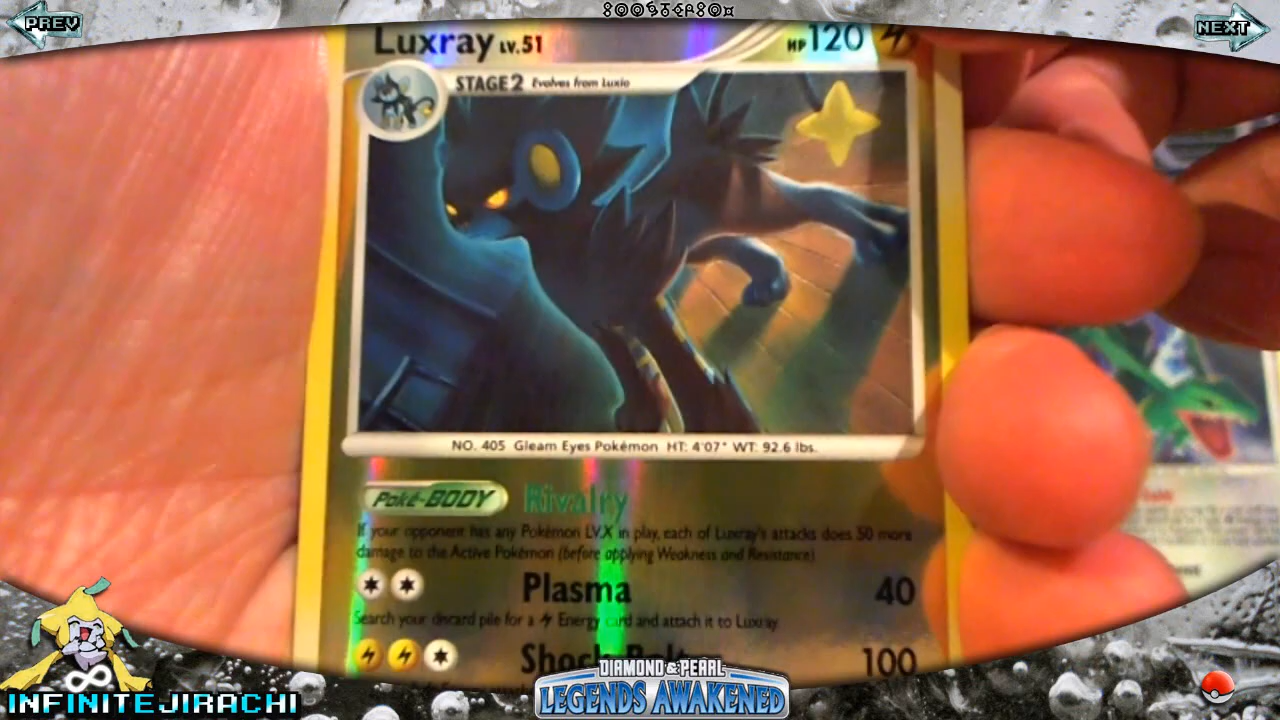 PREV
NEXT
Luxray LV.51
HP 120
STAGE 2 Evolves from Luxio
NO. 405 Gleam Eyes Pokémon HT: 4'07" WT: 92.6 lbs.
Poké-BODY Rivalry
If your opponent has any Pokémon LV.X in play, each of Luxray's attacks does 50 more
damage to the Active Pokémon (before applying Weakness and Resistance)
Plasma 40
Search your discard pile for a Energy card and attach it to Luxray
Shock Bolt 100
DIAMOND & PEARL
LEGENDS AWAKENED
INFINITEJIRACHI